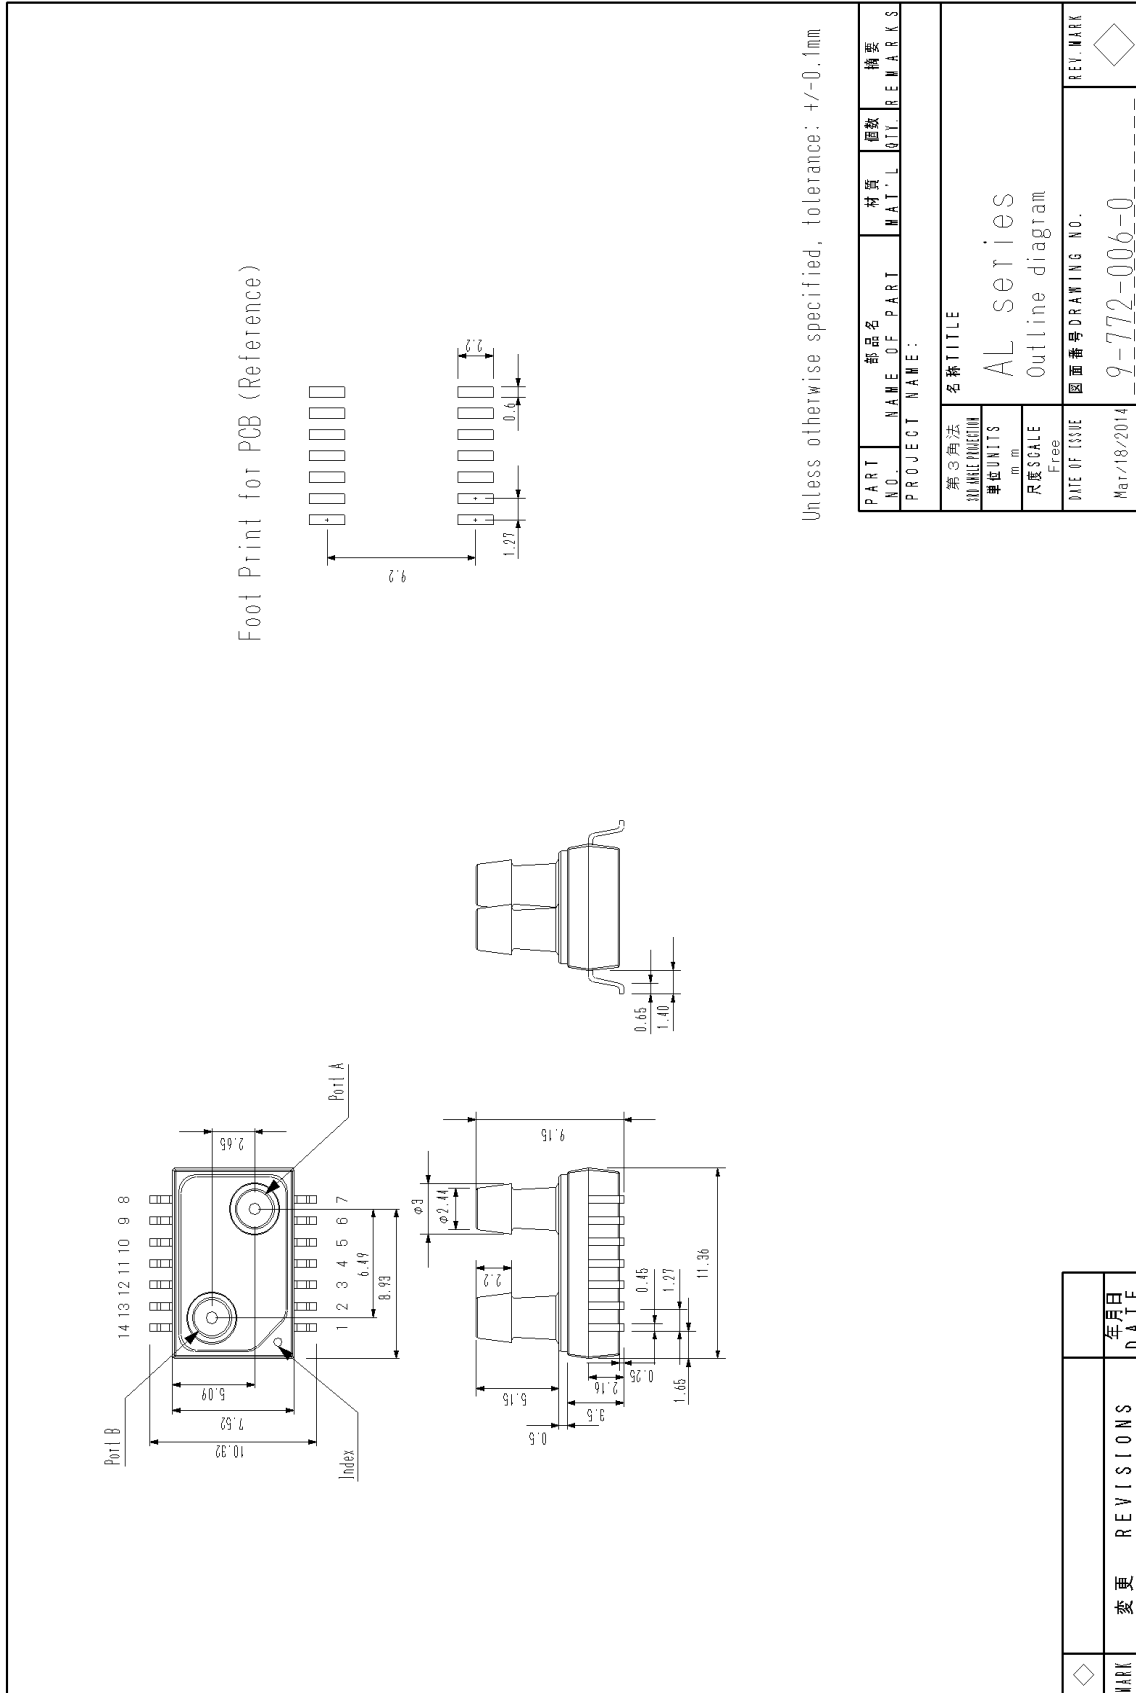 Foot Print for PCB (Reference)
9.2
2.2
0.6
1.27
Port B
Port A
Index
14 13 12 11 10 9 8
1 2 3 4 5 6 7
2.65
6.49
8.93
5.09
7.52
10.32
φ3
φ2.44
9.15
2.2
5.15
0.5
3.5
2.16
0.25
0.45
1.27
1.65
11.36
0.65
1.40
Unless otherwise specified, tolerance: +/-0.1mm
PART NO.
部品名
NAME OF PART
材質
MAT'L
個数
QTY.
摘要
REMARKS
PROJECT NAME:
第3角法
3RD ANGLE PROJECTION
単位UNITS
mm
尺度SCALE
Free
名称TITLE
AL series
Outline diagram
DATE OF ISSUE
Mar/18/2014
図面番号DRAWING NO.
9-772-006-0
REV.MARK
MARK
変更 REVISIONS
年月日
DATE